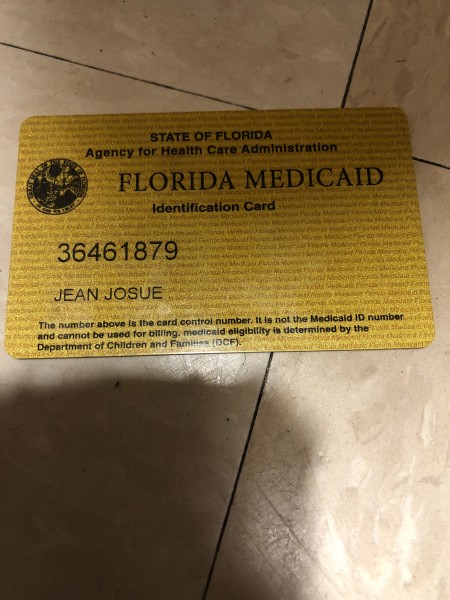 STATE OF FLORIDA
Agency for Health Care Administration
FLORIDA MEDICAID
Identification Card
36461879
JEAN JOSUE
The number above is the card control number. It is not the Medicaid ID number
and cannot be used for billing. medicaid eligibility is determined by the
Department of Children and Families (DCF).